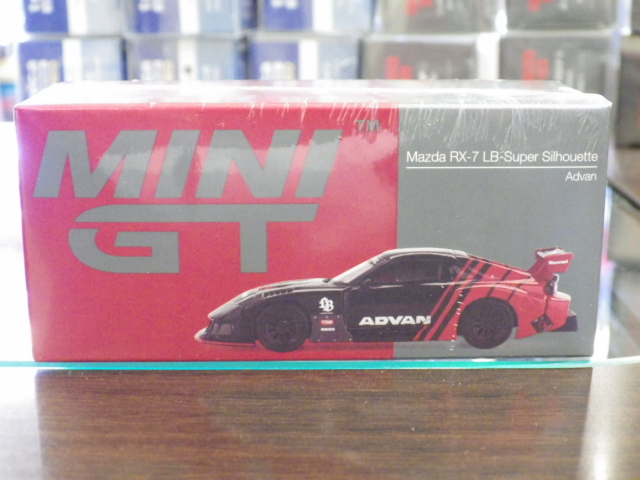 MINI
GT
TM
Mazda RX-7 LB-Super Silhouette
Advan
LB
ADVAN